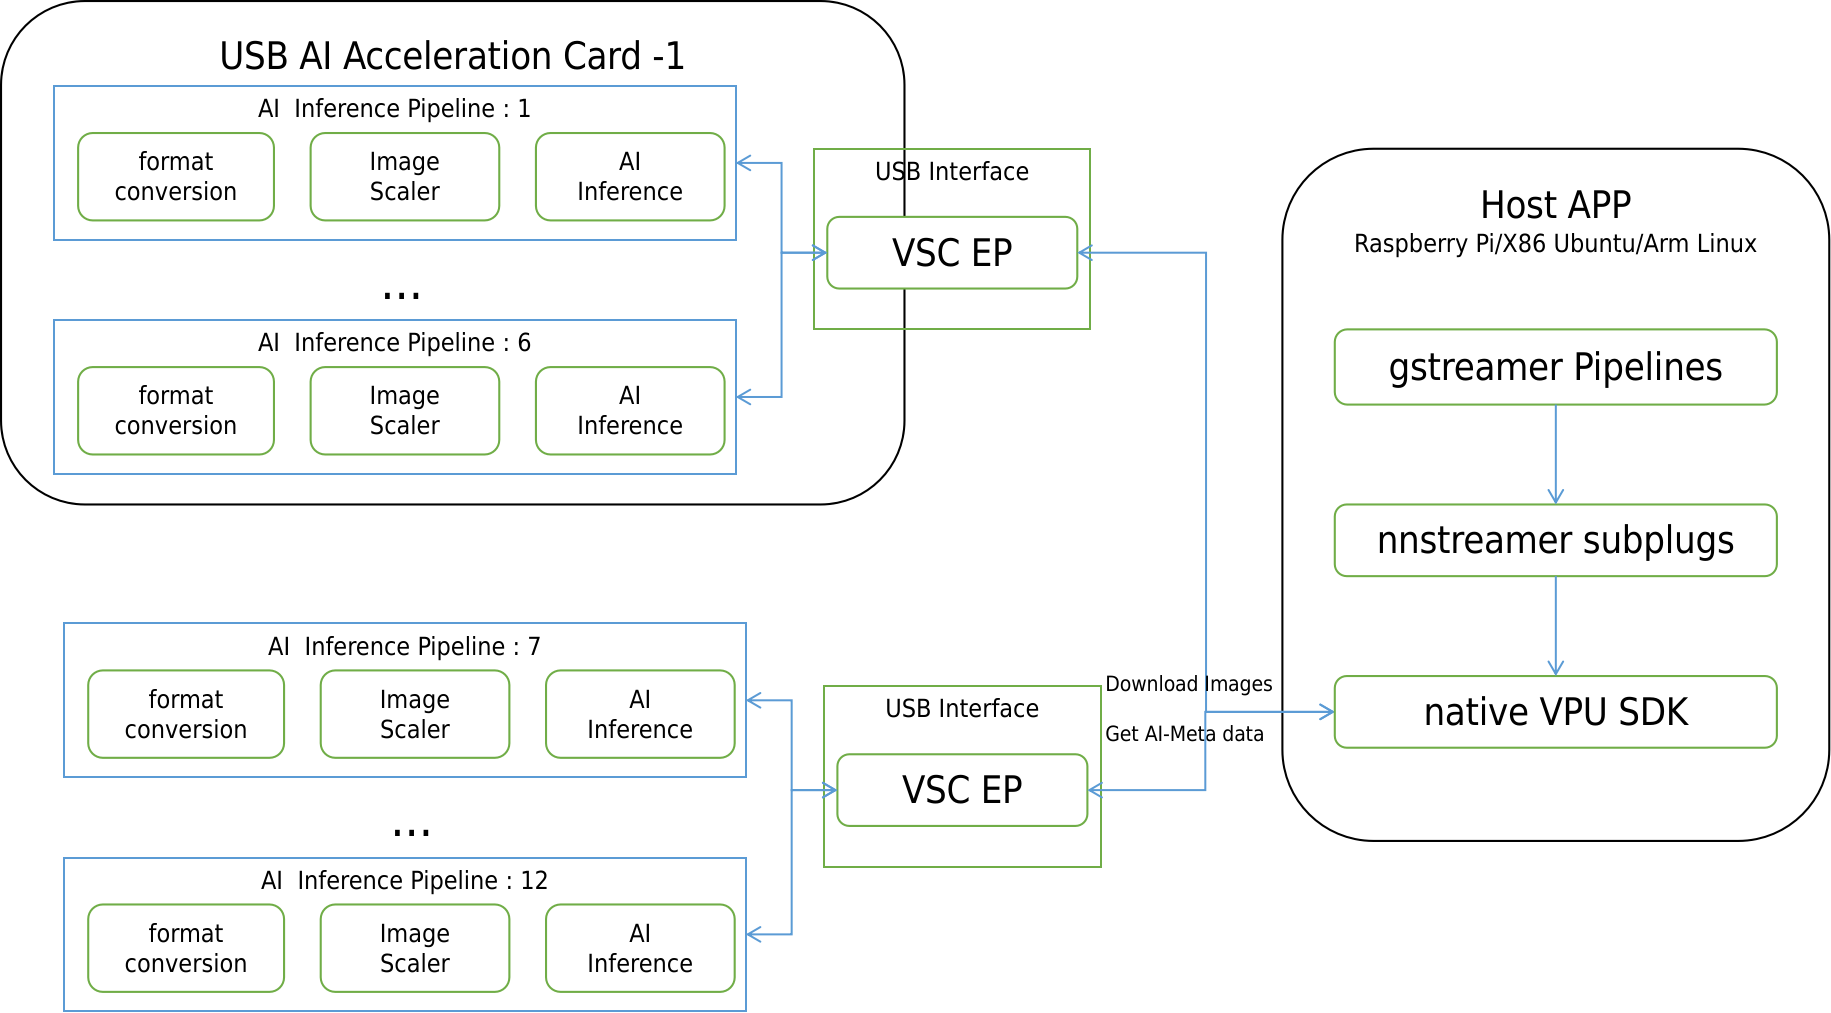 USB AI Acceleration Card -1
AI  Inference Pipeline : 1
format
conversion
Image
Scaler
AI
Inference
...
AI  Inference Pipeline : 6
format
conversion
Image
Scaler
AI
Inference
USB Interface
VSC EP
AI  Inference Pipeline : 7
format
conversion
Image
Scaler
AI
Inference
...
AI  Inference Pipeline : 12
format
conversion
Image
Scaler
AI
Inference
USB Interface
VSC EP
Download Images
Get AI-Meta data
Host APP
Raspberry Pi/X86 Ubuntu/Arm Linux
gstreamer Pipelines
nnstreamer subplugs
native VPU SDK